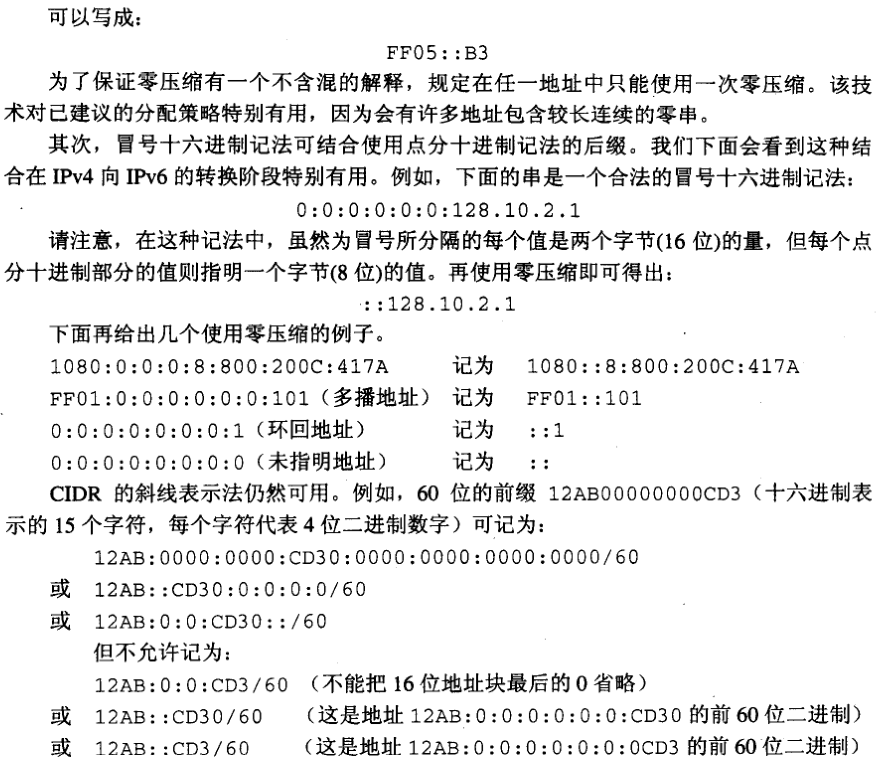 可以写成：
FF05::B3
为了保证零压缩有一个不含混的解释，规定在任一地址中只能使用一次零压缩。该技
术对已建议的分配策略特别有用，因为会有许多地址包含较长连续的零串。
其次，冒号十六进制记法可结合使用点分十进制记法的后缀。我们下面会看到这种结
合在 IPv4 向 IPv6 的转换阶段特别有用。例如，下面的串是一个合法的冒号十六进制记法：
0:0:0:0:0:0:128.10.2.1
请注意，在这种记法中，虽然为冒号所分隔的每个值是两个字节(16 位)的量，但每个点
分十进制部分的值则指明一个字节(8 位)的值。再使用零压缩即可得出：
::128.10.2.1
下面再给出几个使用零压缩的例子。
1080:0:0:0:8:800:200C:417A 记为 1080::8:800:200C:417A
FF01:0:0:0:0:0:0:101（多播地址） 记为 FF01::101
0:0:0:0:0:0:0:1（环回地址） 记为 ::1
0:0:0:0:0:0:0:0（未指明地址） 记为 ::
CIDR 的斜线表示法仍然可用。例如，60 位的前缀 12AB00000000CD3（十六进制表
示的 15 个字符，每个字符代表 4 位二进制数字）可记为：
12AB:0000:0000:CD30:0000:0000:0000:0000/60
或 12AB::CD30:0:0:0:0/60
或 12AB:0:0:CD30::/60
但不允许记为：
12AB:0:0:CD3/60 （不能把 16 位地址块最后的 0 省略）
或 12AB::CD30/60 （这是地址 12AB:0:0:0:0:0:0:CD30 的前 60 位二进制）
或 12AB::CD3/60 （这是地址 12AB:0:0:0:0:0:0:0CD3 的前 60 位二进制）